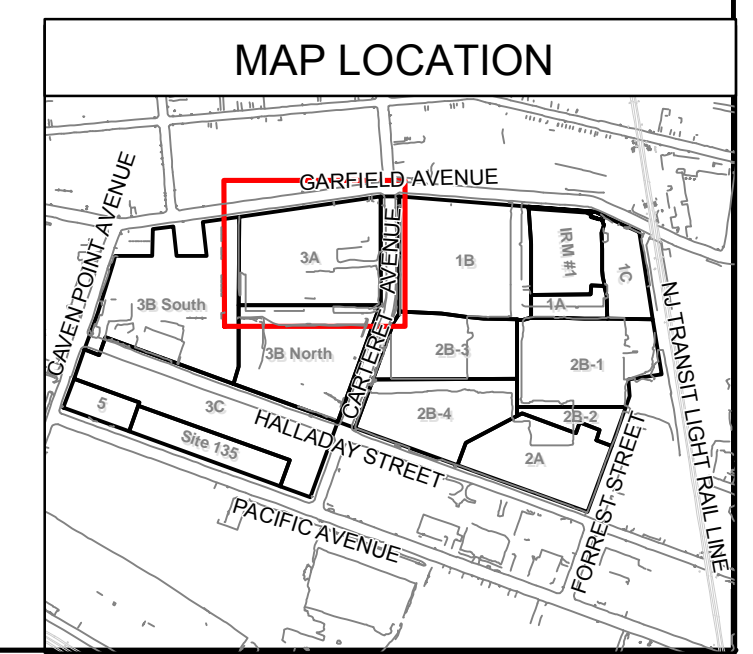 MAP LOCATION
GARFIELD AVENUE
CAVEN POINT AVENUE
CARTERET AVENUE
3A
1B
IRM #1
1C
1A
3B South
3B North
2B-3
2B-1
NJ TRANSIT LIGHT RAIL LINE
5
3C
HALLADAY STREET
2B-4
2B-2
Site 135
2A
FORREST STREET
PACIFIC AVENUE